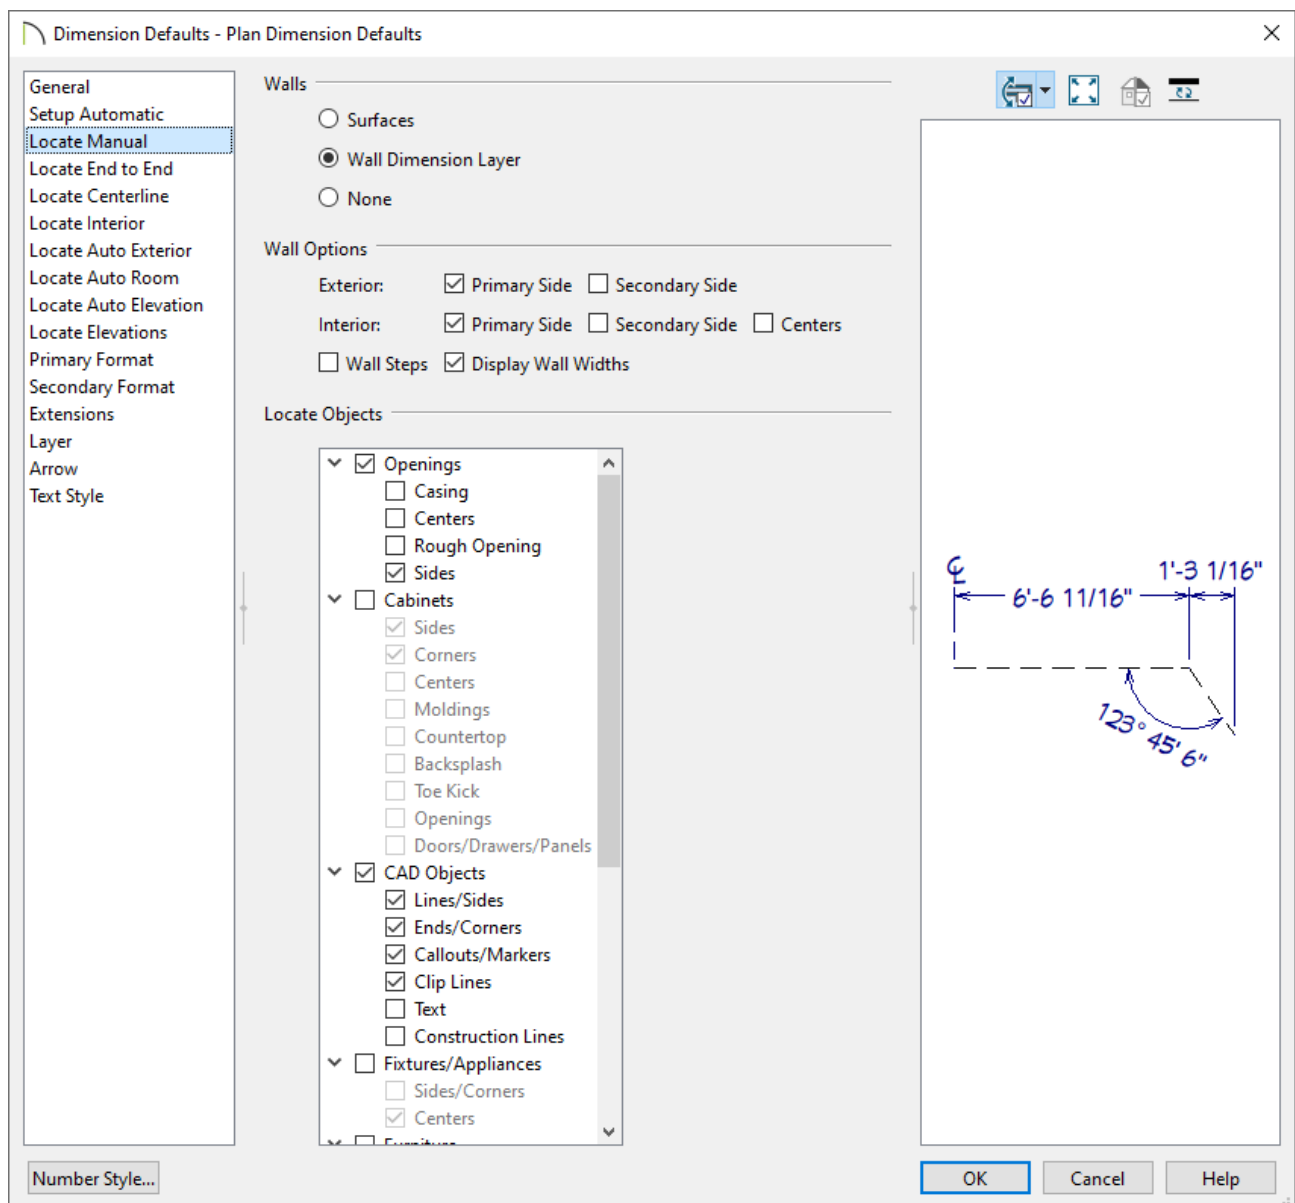 Dimension Defaults - Plan Dimension Defaults
General
Setup Automatic
Locate Manual
Locate End to End
Locate Centerline
Locate Interior
Locate Auto Exterior
Locate Auto Room
Locate Auto Elevation
Locate Elevations
Primary Format
Secondary Format
Extensions
Layer
Arrow
Text Style
Walls
Surfaces
Wall Dimension Layer
None
Wall Options
Exterior: Primary Side Secondary Side
Interior: Primary Side Secondary Side Centers
Wall Steps Display Wall Widths
Locate Objects
Openings
Casing
Centers
Rough Opening
Sides
Cabinets
Sides
Corners
Centers
Moldings
Countertop
Backsplash
Toe Kick
Openings
Doors/Drawers/Panels
CAD Objects
Lines/Sides
Ends/Corners
Callouts/Markers
Clip Lines
Text
Construction Lines
Fixtures/Appliances
Sides/Corners
Centers
Furniture
1'-3 1/16"
6'-6 11/16"
123° 45' 6"
Number Style...
OK Cancel Help